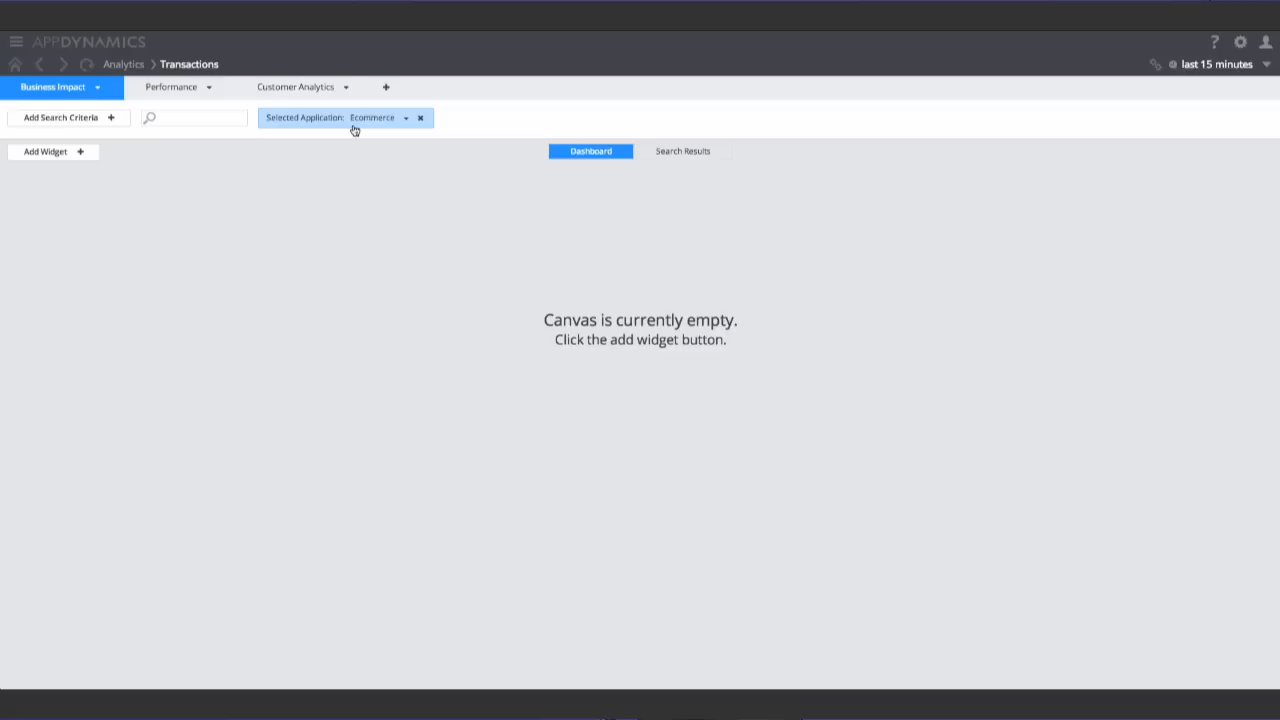 APPDYNAMICS
Analytics Transactions
last 15 minutes
Business Impact Performance Customer Analytics +
Add Search Criteria + Selected Application: Ecommerce
Add Widget + Dashboard Search Results
Canvas is currently empty.
Click the add widget button.